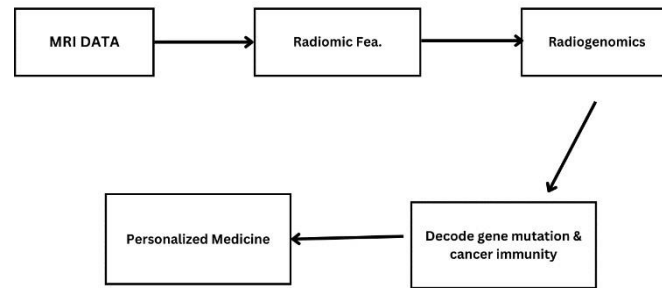 MRI DATA
Radiomic Fea.
Radiogenomics
Decode gene mutation &
cancer immunity
Personalized Medicine